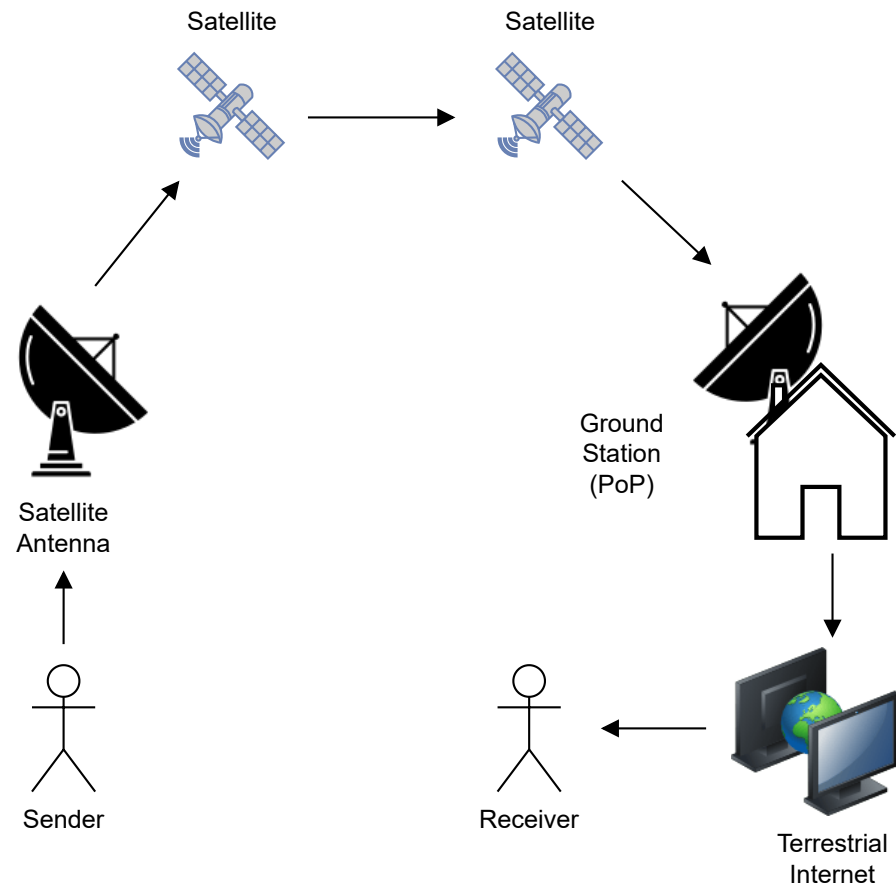 Satellite
Satellite
Ground
Station
(PoP)
Satellite
Antenna
Sender
Receiver
Terrestrial
Internet